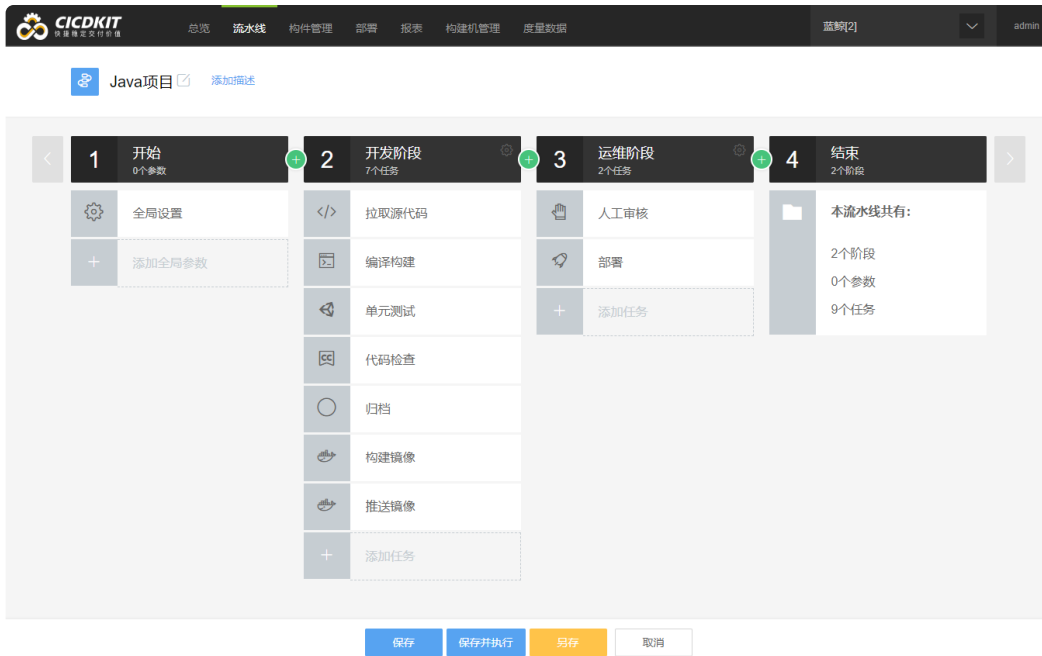 CICDKIT
快捷稳定交付价值
总览 流水线 构件管理 部署 报表 构建机管理 度量数据 蓝鲸[2] admin
Java项目 添加描述
1 开始
0个参数
全局设置
添加全局参数
2 开发阶段
7个任务
拉取源代码
编译构建
单元测试
代码检查
归档
构建镜像
推送镜像
添加任务
3 运维阶段
2个任务
人工审核
部署
添加任务
4 结束
2个阶段
本流水线共有：
2个阶段
0个参数
9个任务
保存 保存并执行 另存 取消